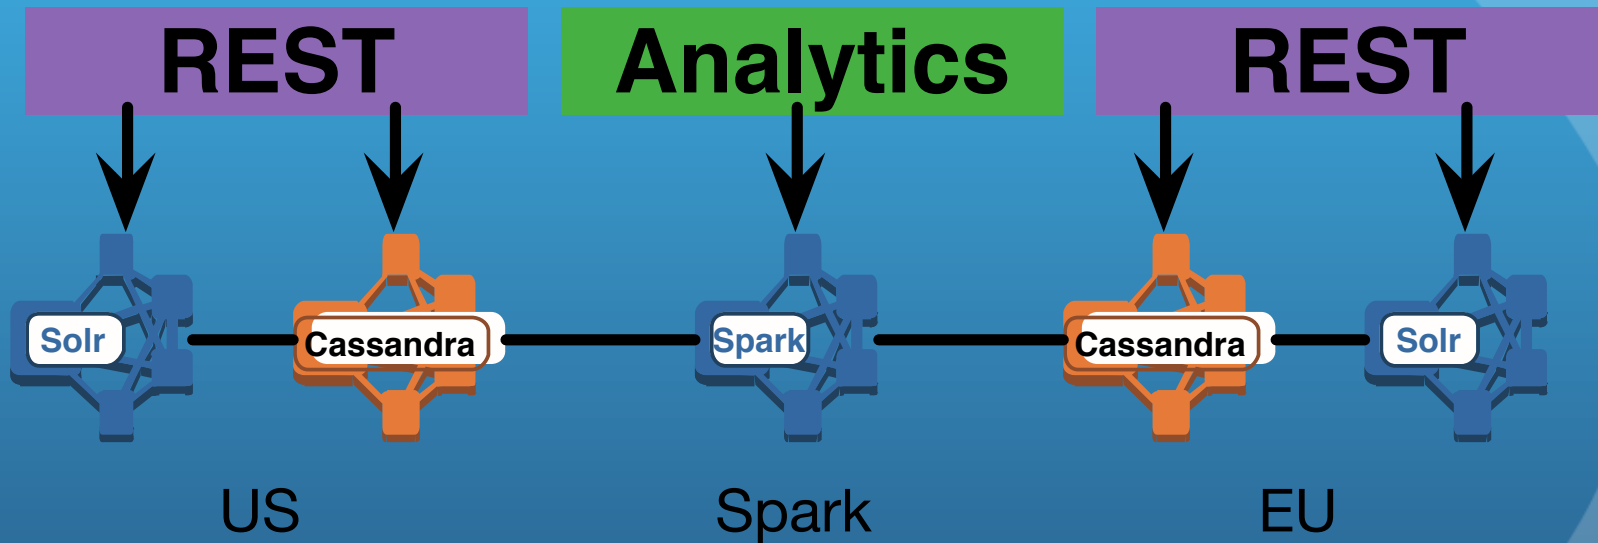 REST
Analytics
REST
Solr
Cassandra
Spark
Cassandra
Solr
US
Spark
EU